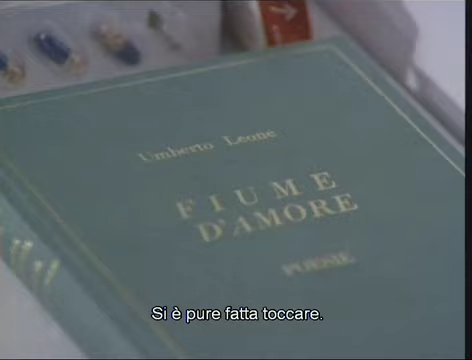 Umberto Leone
FIUME
D'AMORE
POESIE
Si è pure fatta toccare.